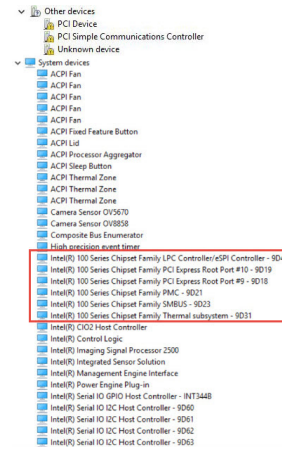 Other devices
PCI Device
PCI Simple Communications Controller
Unknown device
System devices
ACPI Fan
ACPI Fan
ACPI Fan
ACPI Fan
ACPI Fan
ACPI Fixed Feature Button
ACPI Lid
ACPI Processor Aggregator
ACPI Sleep Button
ACPI Thermal Zone
ACPI Thermal Zone
ACPI Thermal Zone
Camera Sensor OV5670
Camera Sensor OV8858
Composite Bus Enumerator
High precision event timer
Intel(R) 100 Series Chipset Family LPC Controller/eSPI Controller - 9D4
Intel(R) 100 Series Chipset Family PCI Express Root Port #10 - 9D19
Intel(R) 100 Series Chipset Family PCI Express Root Port #9 - 9D18
Intel(R) 100 Series Chipset Family PMC - 9D21
Intel(R) 100 Series Chipset Family SMBUS - 9D23
Intel(R) 100 Series Chipset Family Thermal subsystem - 9D31
Intel(R) CIO2 Host Controller
Intel(R) Control Logic
Intel(R) Imaging Signal Processor 2500
Intel(R) Integrated Sensor Solution
Intel(R) Management Engine Interface
Intel(R) Power Engine Plug-in
Intel(R) Serial IO GPIO Host Controller - INT344B
Intel(R) Serial IO I2C Host Controller - 9D60
Intel(R) Serial IO I2C Host Controller - 9D61
Intel(R) Serial IO I2C Host Controller - 9D62
Intel(R) Serial IO I2C Host Controller - 9D63